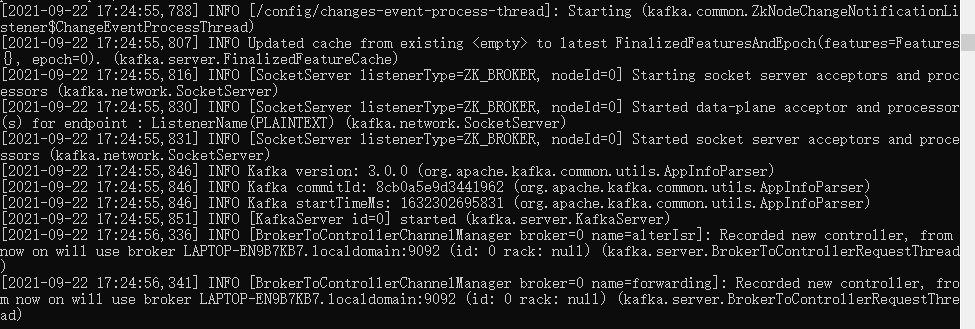 [2021-09-22 17:24:55,788] INFO [/config/changes-event-process-thread]: Starting (kafka.common.ZkNodeChangeNotificationLi
stener$ChangeEventProcessThread)
[2021-09-22 17:24:55,807] INFO Updated cache from existing <empty> to latest FinalizedFeaturesAndEpoch(features=Features
{}, epoch=0). (kafka.server.FinalizedFeatureCache)
[2021-09-22 17:24:55,816] INFO [SocketServer listenerType=ZK_BROKER, nodeId=0] Starting socket server acceptors and proc
essors (kafka.network.SocketServer)
[2021-09-22 17:24:55,830] INFO [SocketServer listenerType=ZK_BROKER, nodeId=0] Started data-plane acceptor and processor
(s) for endpoint : ListenerName(PLAINTEXT) (kafka.network.SocketServer)
[2021-09-22 17:24:55,831] INFO [SocketServer listenerType=ZK_BROKER, nodeId=0] Started socket server acceptors and proce
ssors (kafka.network.SocketServer)
[2021-09-22 17:24:55,846] INFO Kafka version: 3.0.0 (org.apache.kafka.common.utils.AppInfoParser)
[2021-09-22 17:24:55,846] INFO Kafka commitId: 8cb0a5e9d3441962 (org.apache.kafka.common.utils.AppInfoParser)
[2021-09-22 17:24:55,846] INFO Kafka startTimeMs: 1632302695831 (org.apache.kafka.common.utils.AppInfoParser)
[2021-09-22 17:24:55,851] INFO [KafkaServer id=0] started (kafka.server.KafkaServer)
[2021-09-22 17:24:56,336] INFO [BrokerToControllerChannelManager broker=0 name=alterIsr]: Recorded new controller, from
now on will use broker LAPTOP-EN9B7KB7.localdomain:9092 (id: 0 rack: null) (kafka.server.BrokerToControllerRequestThread
)
[2021-09-22 17:24:56,341] INFO [BrokerToControllerChannelManager broker=0 name=forwarding]: Recorded new controller, fro
m now on will use broker LAPTOP-EN9B7KB7.localdomain:9092 (id: 0 rack: null) (kafka.server.BrokerToControllerRequestThre
ad)